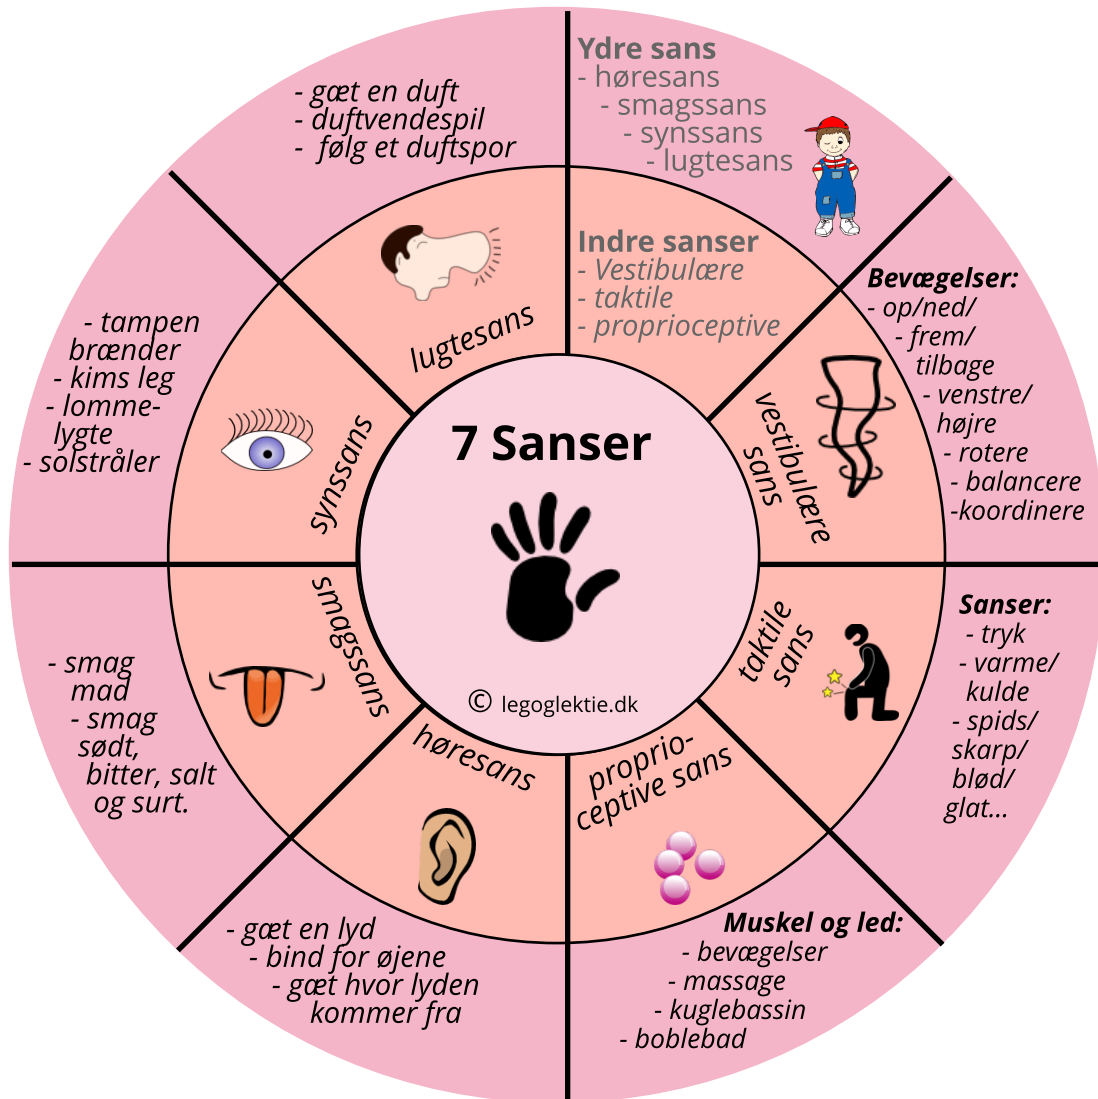 7 Sanser
© legoglektie.dk
Ydre sans
- høresans
- smagssans
- synssans
- lugtesans
Indre sanser
- Vestibulære
- taktile
- proprioceptive
Bevægelser:
- op/ned/
- frem/
tilbage
- venstre/
højre
- rotere
- balancere
-koordinere
vestibulære
sans
Sanser:
- tryk
- varme/
kulde
- spids/
skarp/
blød/
glat...
taktile
sans
proprio-
ceptive sans
Muskel og led:
- bevægelser
- massage
- kuglebassin
- boblebad
høresans
- gæt en lyd
- bind for øjene
- gæt hvor lyden
kommer fra
smagssans
- smag
mad
- smag
sødt,
bitter, salt
og surt.
synssans
- tampen
brænder
- kims leg
- lomme-
lygte
- solstråler
lugtesans
- gæt en duft
- duftvendespil
- følg et duftspor